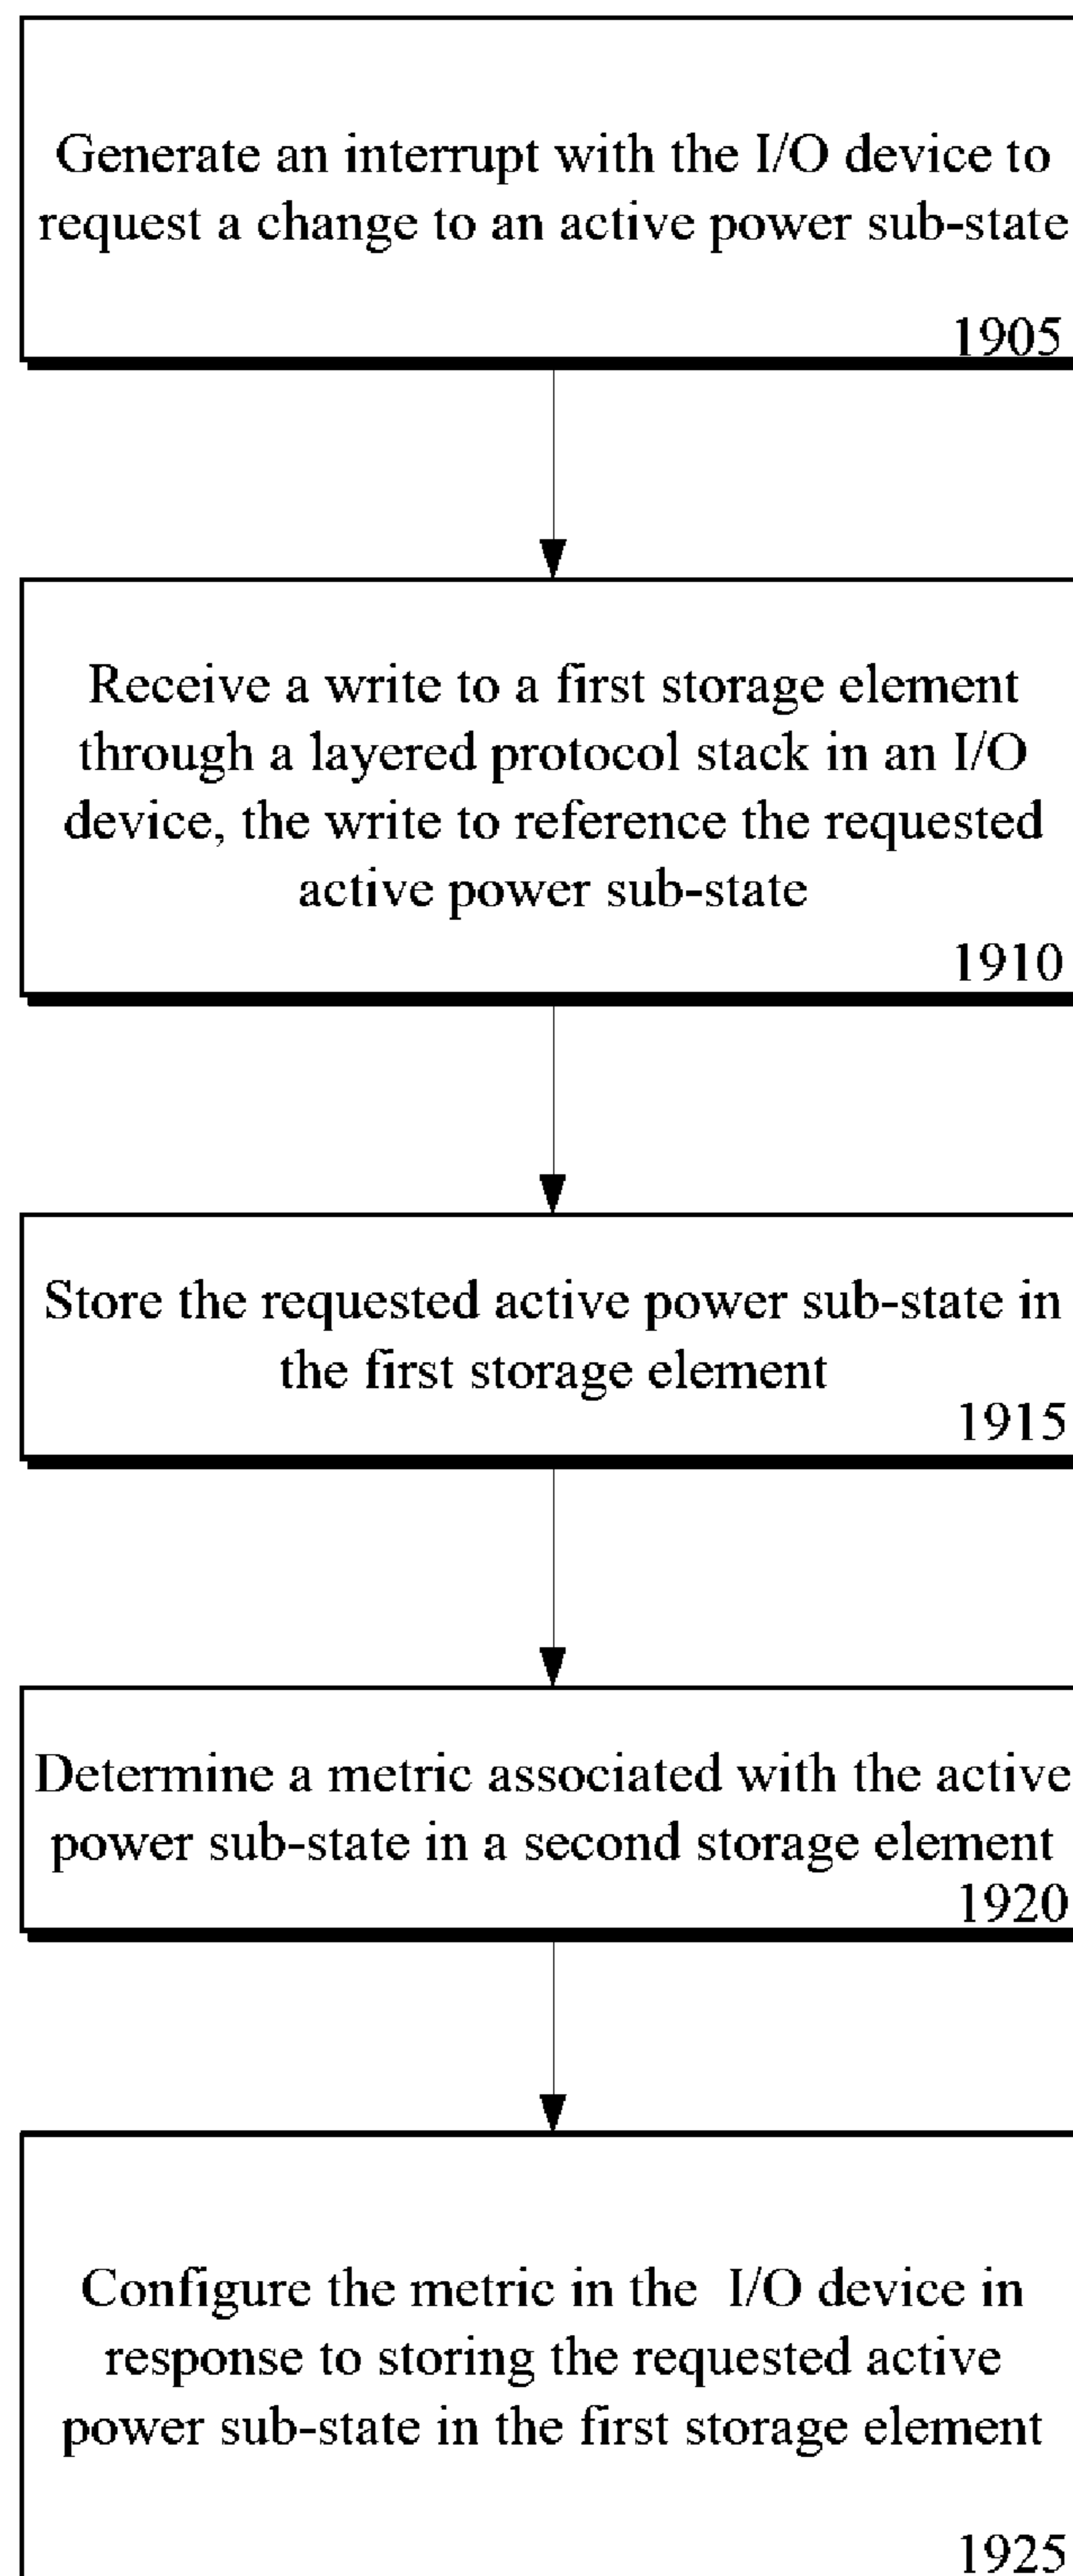 Generate an interrupt with the I/O device to
request a change to an active power sub-state
1905
Receive a write to a first storage element
through a layered protocol stack in an I/O
device, the write to reference the requested
active power sub-state
1910
Store the requested active power sub-state in
the first storage element
1915
Determine a metric associated with the active
power sub-state in a second storage element
1920
Configure the metric in the I/O device in
response to storing the requested active
power sub-state in the first storage element
1925